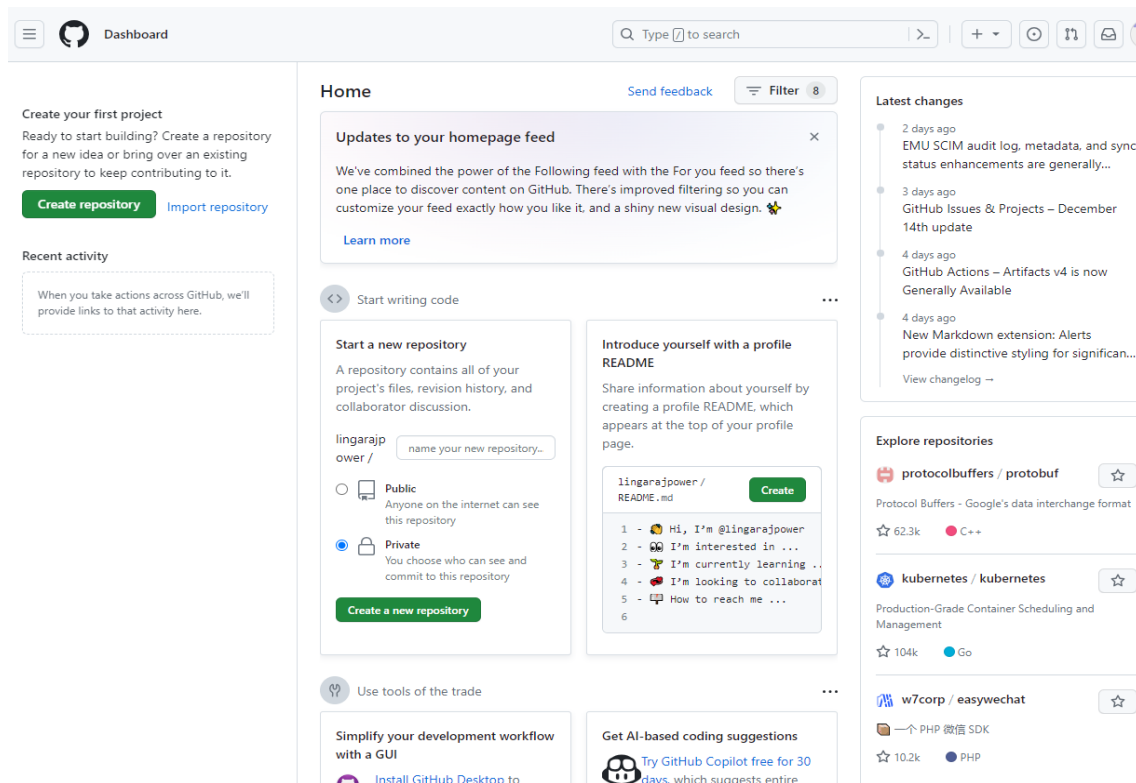 Dashboard
Type / to search
Create your first project
Ready to start building? Create a repository
for a new idea or bring over an existing
repository to keep contributing to it.
Create repository
Import repository
Recent activity
When you take actions across GitHub, we'll
provide links to that activity here.
Home
Send feedback
Filter 8
Updates to your homepage feed
We've combined the power of the Following feed with the For you feed so there's
one place to discover content on GitHub. There's improved filtering so you can
customize your feed exactly how you like it, and a shiny new visual design. ✨
Learn more
Start writing code
Start a new repository
A repository contains all of your
project's files, revision history, and
collaborator discussion.
lingarajp
ower /
name your new repository...
Public
Anyone on the internet can see
this repository
Private
You choose who can see and
commit to this repository
Create a new repository
Introduce yourself with a profile
README
Share information about yourself by
creating a profile README, which
appears at the top of your profile
page.
lingarajpower /
README.md
Create
1 - 👋 Hi, I'm @lingarajpower
2 - 👀 I'm interested in ...
3 - 🌱 I'm currently learning ..
4 - 💞️ I'm looking to collaborat
5 - 📫 How to reach me ...
6
Use tools of the trade
Simplify your development workflow
with a GUI
Install GitHub Desktop to
Get AI-based coding suggestions
Try GitHub Copilot free for 30
days, which suggests entire
Latest changes
2 days ago
EMU SCIM audit log, metadata, and sync
status enhancements are generally...
3 days ago
GitHub Issues & Projects – December
14th update
4 days ago
GitHub Actions – Artifacts v4 is now
Generally Available
4 days ago
New Markdown extension: Alerts
provide distinctive styling for significan...
View changelog →
Explore repositories
protocolbuffers / protobuf
Protocol Buffers - Google's data interchange format
62.3k C++
kubernetes / kubernetes
Production-Grade Container Scheduling and
Management
104k Go
w7corp / easywechat
📦 一个 PHP 微信 SDK
10.2k PHP